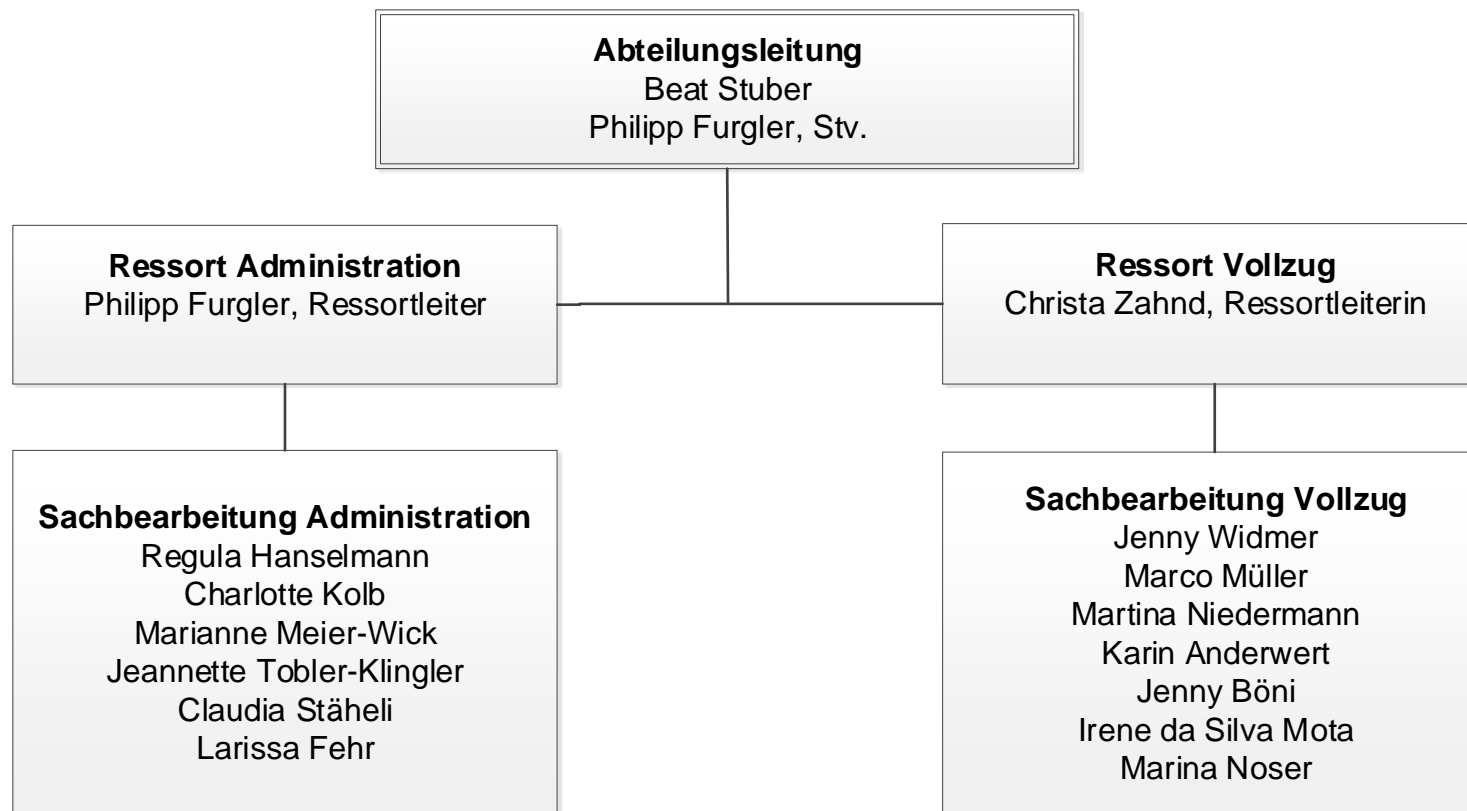 Abteilungsleitung
Beat Stuber
Philipp Furgler, Stv.
Ressort Administration
Philipp Furgler, Ressortleiter
Ressort Vollzug
Christa Zahnd, Ressortleiterin
Sachbearbeitung Administration
Regula Hanselmann
Charlotte Kolb
Marianne Meier-Wick
Jeannette Tobler-Klingler
Claudia Stäheli
Larissa Fehr
Sachbearbeitung Vollzug
Jenny Widmer
Marco Müller
Martina Niedermann
Karin Anderwert
Jenny Böni
Irene da Silva Mota
Marina Noser